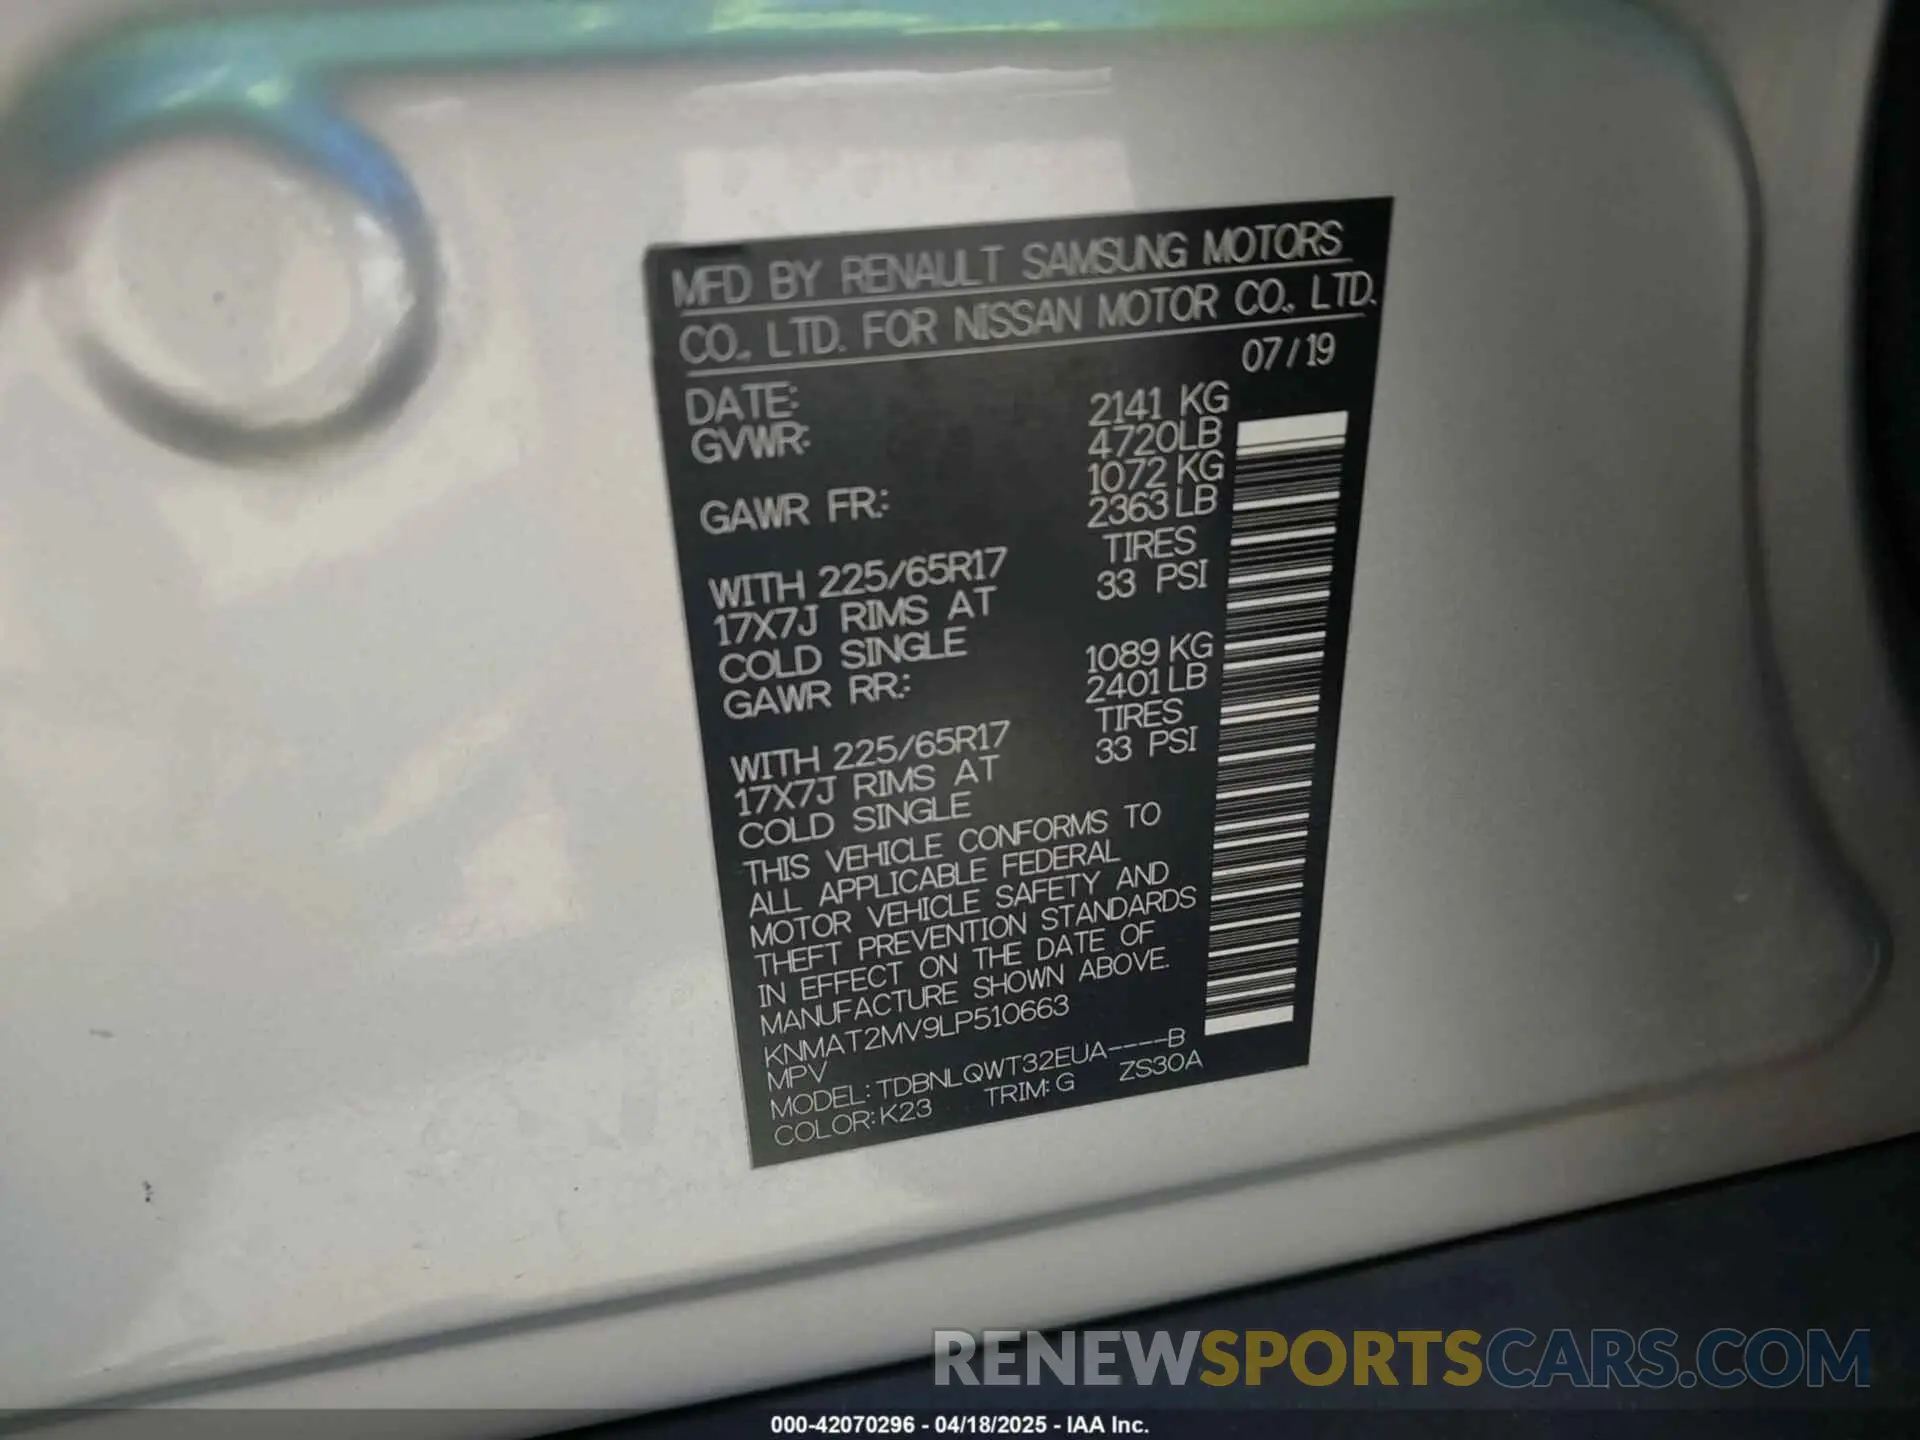 MFD BY RENAULT SAMSUNG MOTORS
CO., LTD. FOR NISSAN MOTOR CO., LTD.
DATE: 07/19
GVWR: 2141 KG
4720LB
GAWR FR.: 1072 KG
2363 LB
WITH 225/65R17 TIRES
17X7J RIMS AT 33 PSI
COLD SINGLE
GAWR RR.: 1089 KG
2401 LB
WITH 225/65R17 TIRES
17X7J RIMS AT 33 PSI
COLD SINGLE
THIS VEHICLE CONFORMS TO
ALL APPLICABLE FEDERAL
MOTOR VEHICLE SAFETY AND
THEFT PREVENTION STANDARDS
IN EFFECT ON THE DATE OF
MANUFACTURE SHOWN ABOVE.
KNMAT2MV9LP510663
MPV
MODEL: TDBNLQWT32EUA----B
COLOR: K23 TRIM: G ZS30A
RENEWSPORTSCARS.COM
000-42070296 - 04/18/2025 - IAA Inc.